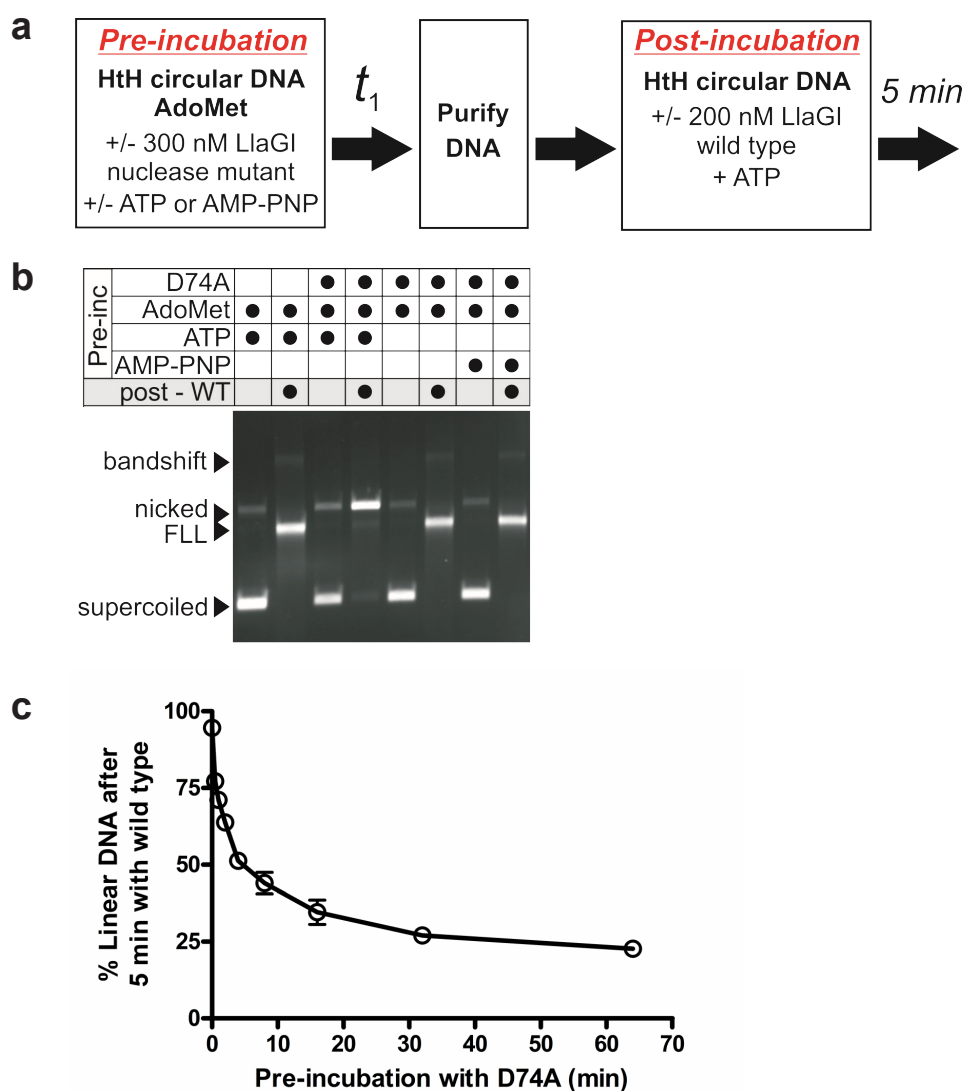 a
Pre-incubation
HtH circular DNA
AdoMet
+/- 300 nM LlaGI
nuclease mutant
+/- ATP or AMP-PNP
t1
Purify
DNA
Post-incubation
HtH circular DNA
+/- 200 nM LlaGI
wild type
+ ATP
5 min
b
Pre-inc
D74A
AdoMet
ATP
AMP-PNP
post - WT
bandshift
nicked
FLL
supercoiled
c
% Linear DNA after
5 min with wild type
100
75
50
25
0
0 10 20 30 40 50 60 70
Pre-incubation with D74A (min)